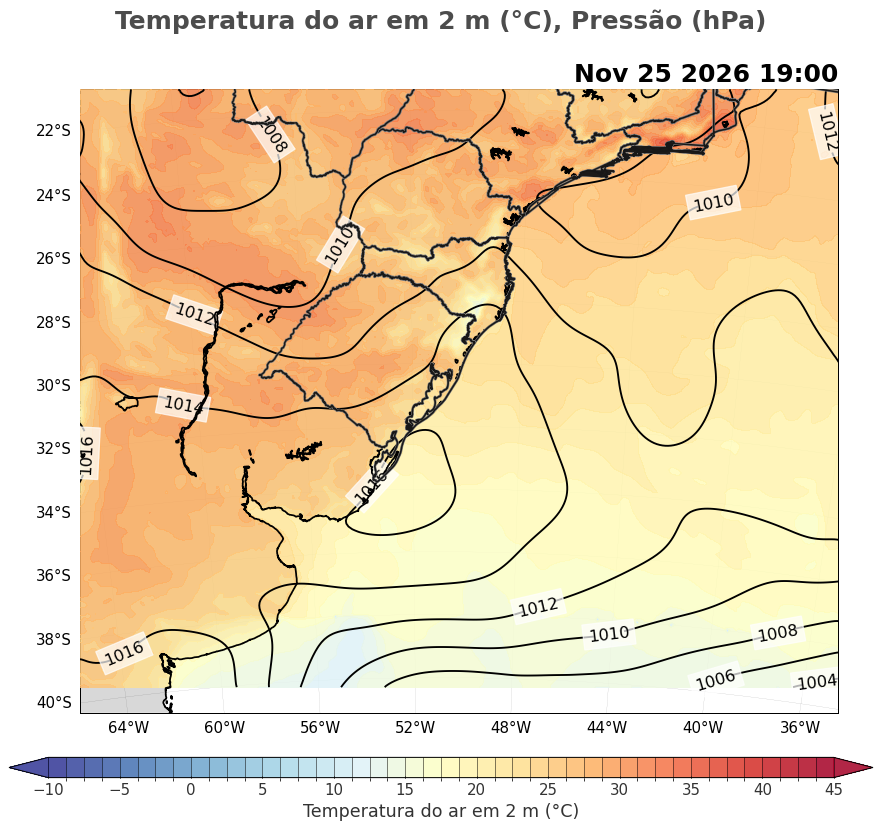 Temperatura do ar em 2 m (°C), Pressão (hPa)
Nov 25 2026 19:00
1008
1012
22°S
24°S
1010
1010
26°S
1012
28°S
30°S
1014
1016
32°S
1016
34°S
36°S
1012
1010
1008
38°S
1016
1006
1004
40°S
64°W 60°W 56°W 52°W 48°W 44°W 40°W 36°W
−10 −5 0 5 10 15 20 25 30 35 40 45
Temperatura do ar em 2 m (°C)